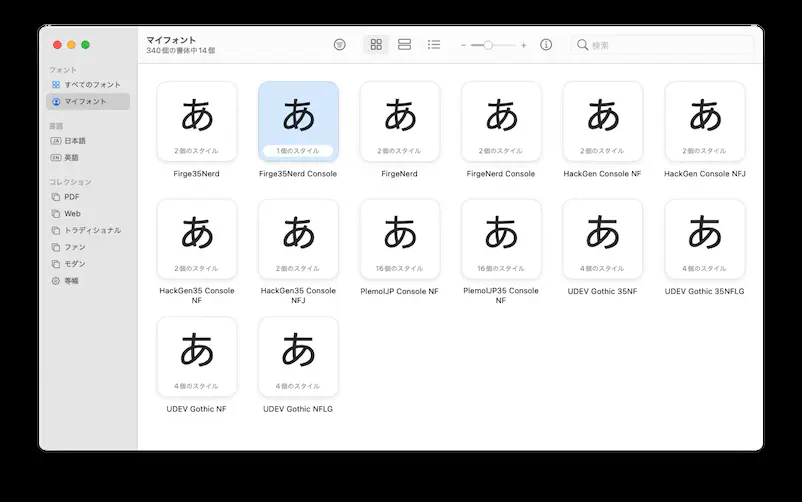 マイフォント
340個の書体中14個
検索
フォント
すべてのフォント
マイフォント
言語
JA 日本語
EN 英語
コレクション
PDF
Web
トラディショナル
ファン
モダン
等幅
あ
2個のスタイル
Firge35Nerd
あ
1個のスタイル
Firge35Nerd Console
あ
2個のスタイル
FirgeNerd
あ
2個のスタイル
FirgeNerd Console
あ
2個のスタイル
HackGen Console NF
あ
2個のスタイル
HackGen Console NFJ
あ
2個のスタイル
HackGen35 Console
NF
あ
2個のスタイル
HackGen35 Console
NFJ
あ
16個のスタイル
PlemolJP Console NF
あ
16個のスタイル
PlemolJP35 Console
NF
あ
4個のスタイル
UDEV Gothic 35NF
あ
4個のスタイル
UDEV Gothic 35NFLG
あ
4個のスタイル
UDEV Gothic NF
あ
4個のスタイル
UDEV Gothic NFLG